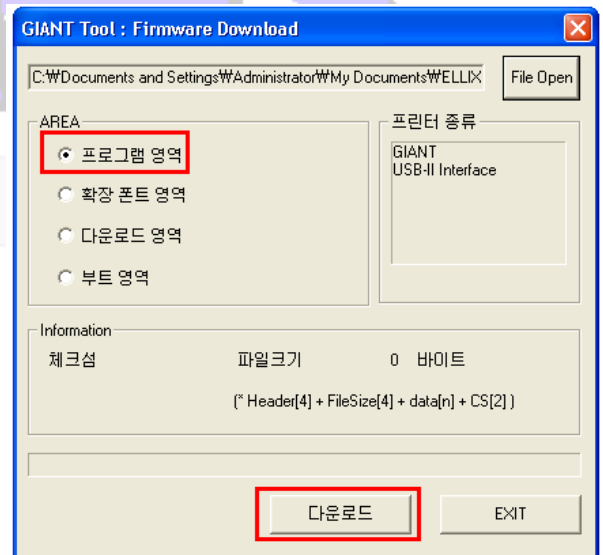 GIANT Tool : Firmware Download
C:₩Documents and Settings₩Administrator₩My Documents₩ELLIX
File Open
AREA
프로그램 영역
확장 폰트 영역
다운로드 영역
부트 영역
프린터 종류
GIANT
USB-II Interface
Information
체크섬 파일크기 0 바이트
(* Header[4] + FileSize[4] + data[n] + CS[2] )
다운로드 EXIT